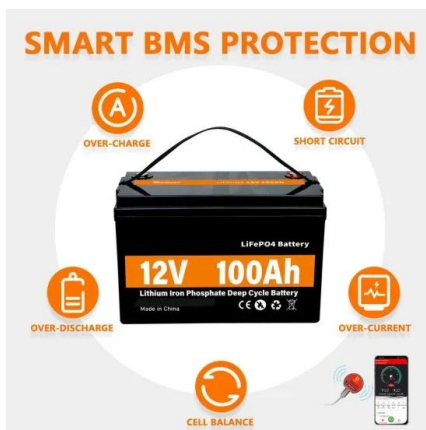 SMART BMS PROTECTION
A
OVER-CHARGE
SHORT CIRCUIT
LiFePO4 Battery
12V 100Ah
Lithium Iron Phosphate Deep Cycle Battery
Made in China
CE
OVER-DISCHARGE
OVER-CURRENT
CELL BALANCE